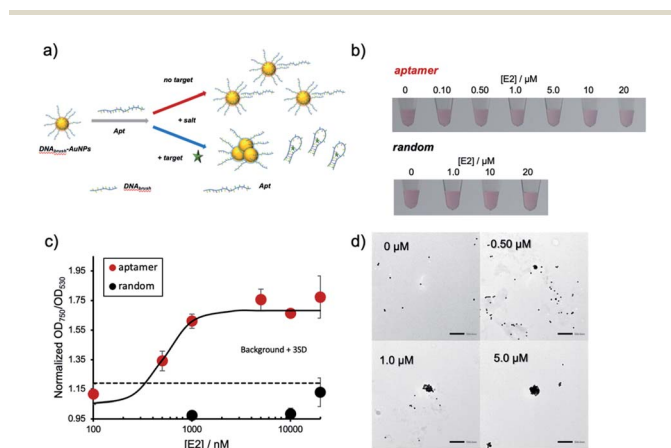 a)
no target
+ salt
Apt
DNAbrush-AuNPs
+ target
DNAbrush
Apt
b)
aptamer
[E2] / µM
0 0.10 0.50 1.0 5.0 10 20
random
[E2] / µM
0 1.0 10 20
c)
aptamer
random
Normalized OD750/OD530
1.95
1.75
1.55
1.35
1.15
0.95
Background + 3SD
100 1000 10000
[E2] / nM
d)
0 µM
-0.50 µM
1.0 µM
5.0 µM